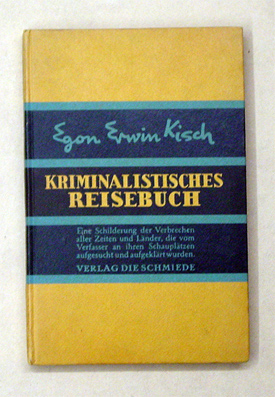 Egon Erwin Kisch
KRIMINALISTISCHES
REISEBUCH
Eine Schilderung der Verbrechen
aller Zeiten und Länder, die vom
Verfasser an ihren Schauplätzen
aufgesucht und aufgeklärt wurden.
VERLAG DIE SCHMIEDE